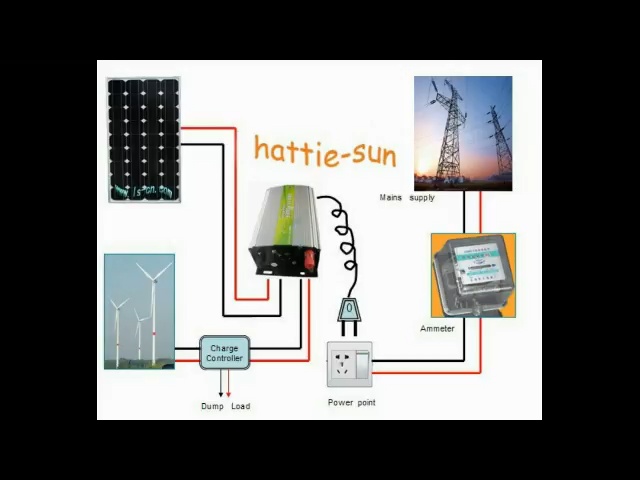 hattie-sun
Mains supply
Ammeter
Charge
Controller
Dump Load
Power point